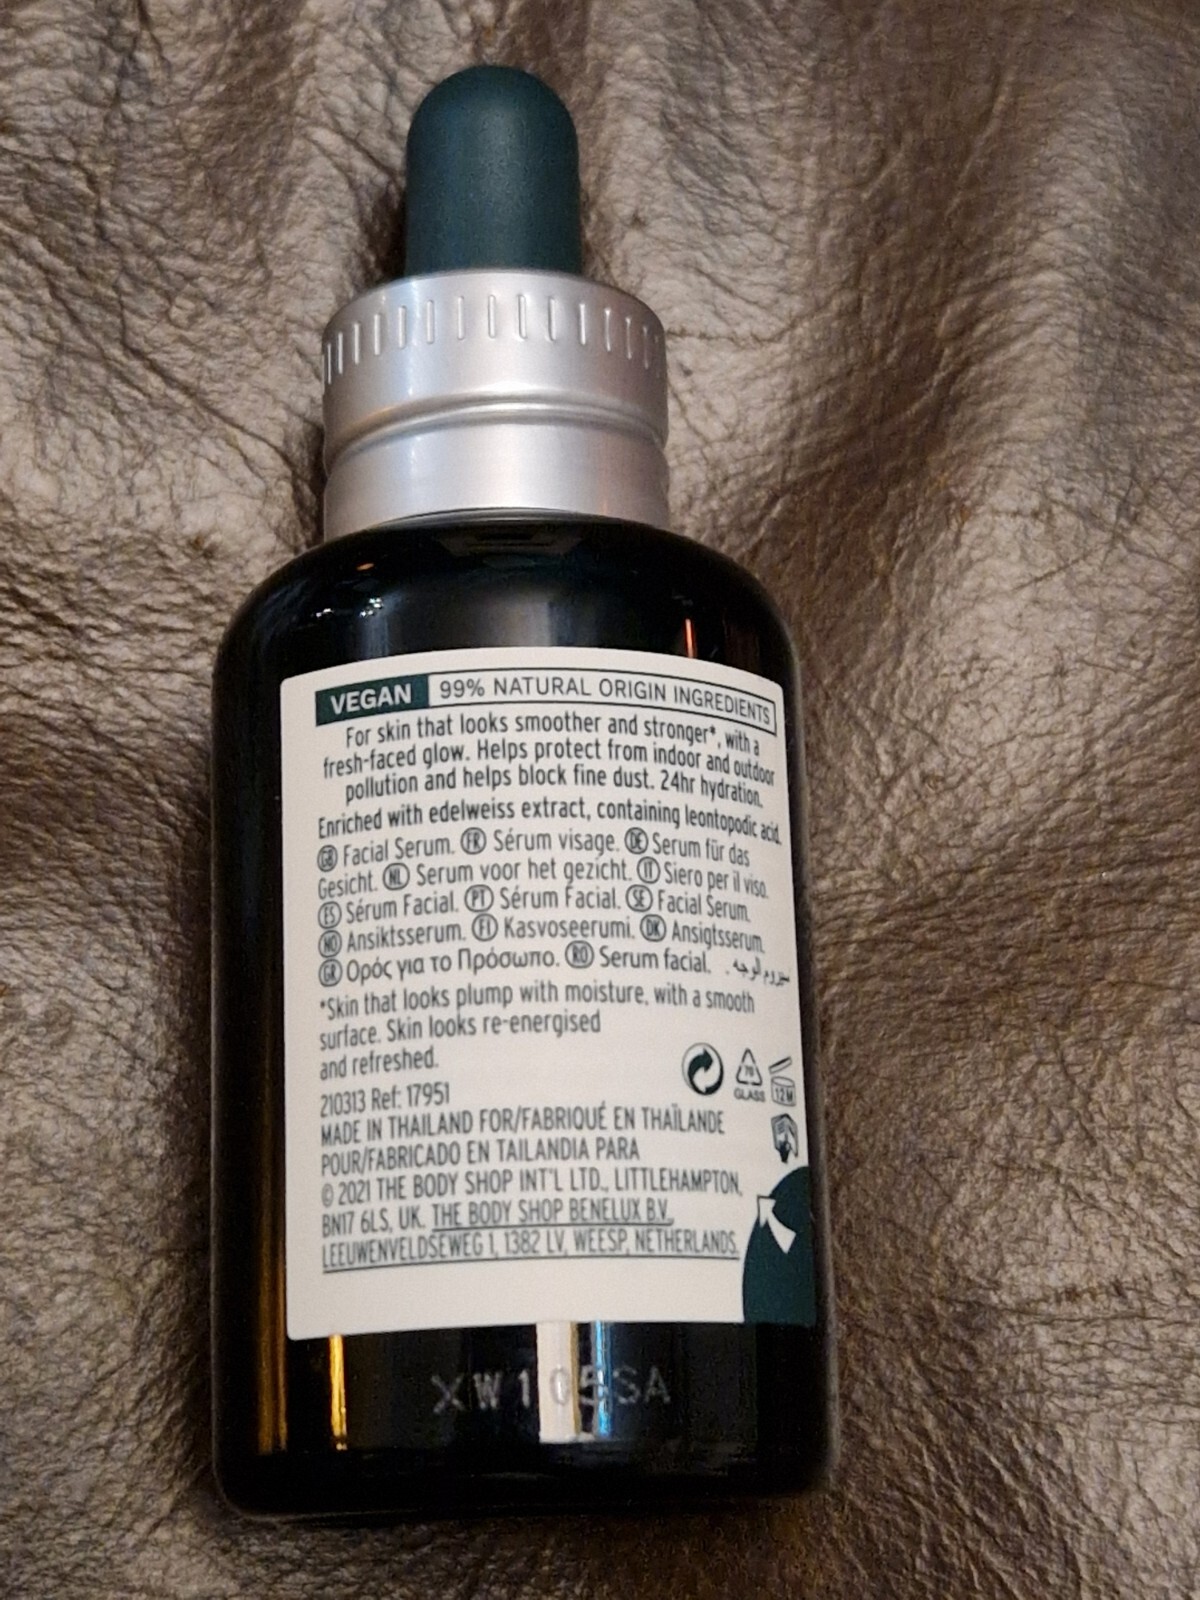 VEGAN 99% NATURAL ORIGIN INGREDIENTS
For skin that looks smoother and stronger*, with a
fresh-faced glow. Helps protect from indoor and outdoor
pollution and helps block fine dust. 24hr hydration.
Enriched with edelweiss extract, containing leontopodic acid.
GB Facial Serum. FR Sérum visage. DE Serum für das
Gesicht. NL Serum voor het gezicht. IT Siero per il viso.
ES Sérum Facial. PT Sérum Facial. SE Facial Serum.
NO Ansiktsserum. FI Kasvoseerumi. DK Ansigtsserum.
GR Ορός για το Πρόσωπο. RO Serum facial. سيروم الوجه.
*Skin that looks plump with moisture, with a smooth
surface. Skin looks re-energised
and refreshed.
70
GLASS
12M
210313 Ref: 17951
MADE IN THAILAND FOR/FABRIQUÉ EN THAÏLANDE
POUR/FABRICADO EN TAILANDIA PARA
© 2021 THE BODY SHOP INT'L LTD., LITTLEHAMPTON,
BN17 6LS, UK. THE BODY SHOP BENELUX B.V.,
LEEUWENVELDSEWEG 1, 1382 LV, WEESP, NETHERLANDS.
XW105SA